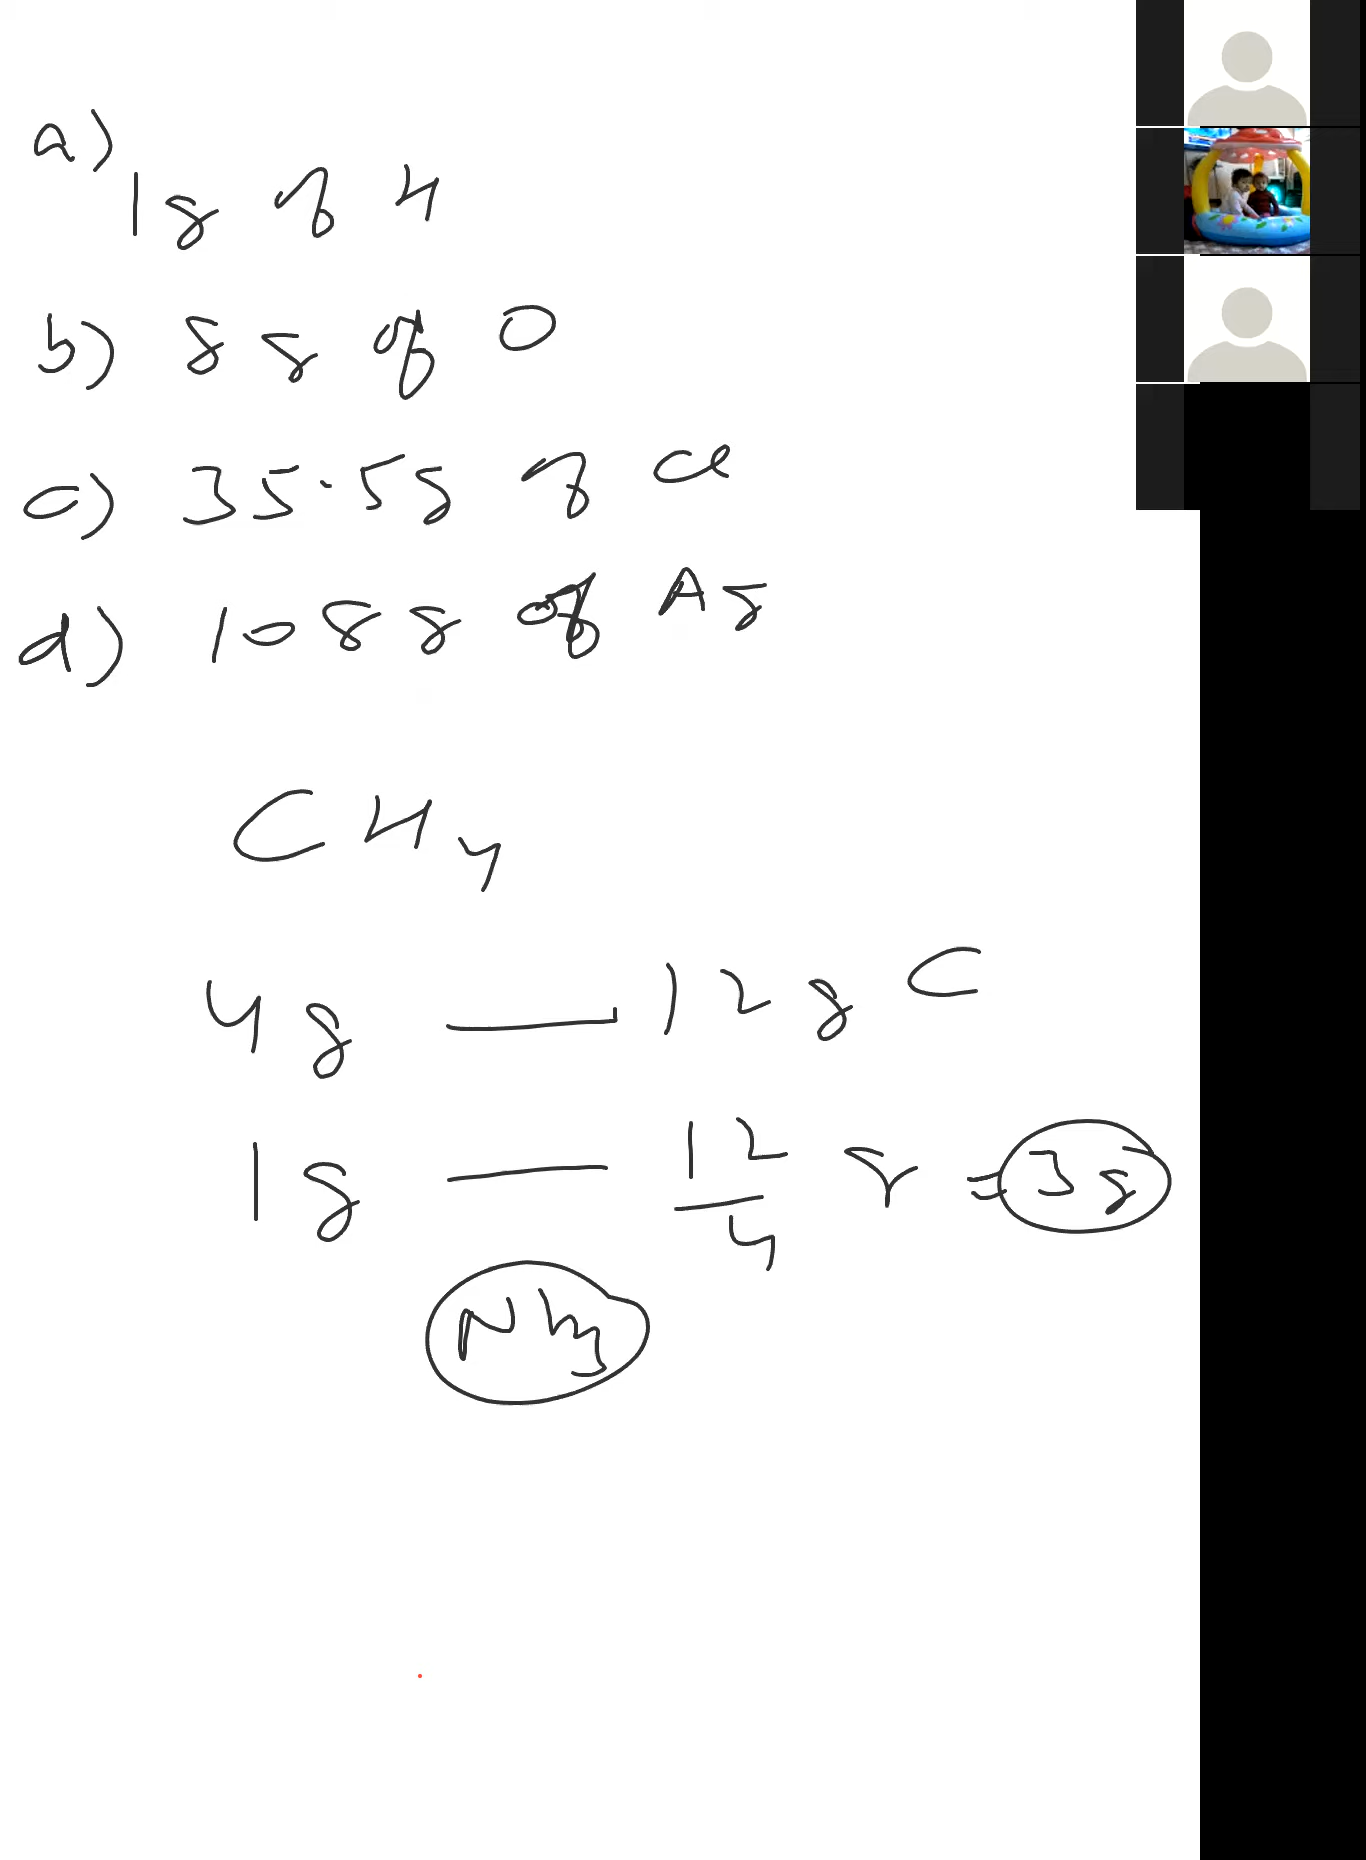 a) 1g of H
b) 8g of O
c) 35.5g of Cl
d) 108g of Ag
CH4
4g — 12g C
1g — 12/4 g = 3g
NH3